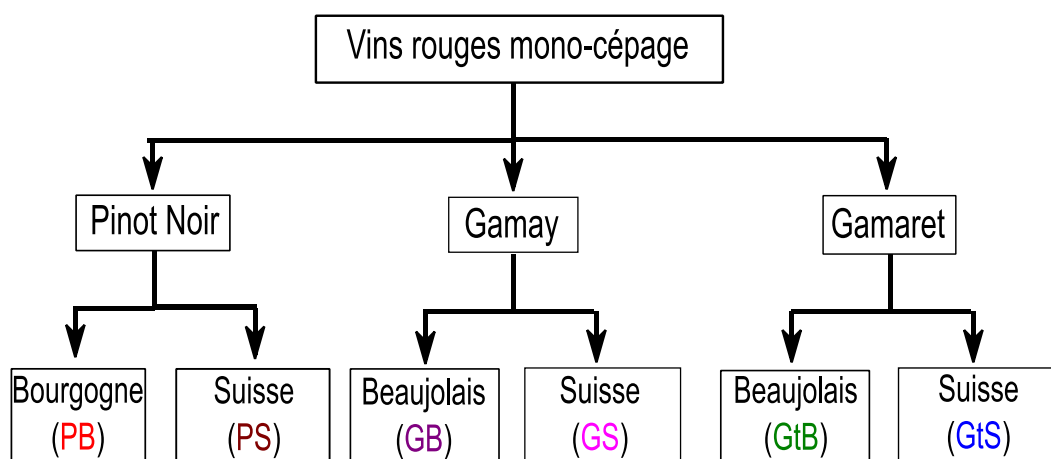 Vins rouges mono-cépage
Pinot Noir
Gamay
Gamaret
Bourgogne
(PB)
Suisse
(PS)
Beaujolais
(GB)
Suisse
(GS)
Beaujolais
(GtB)
Suisse
(GtS)